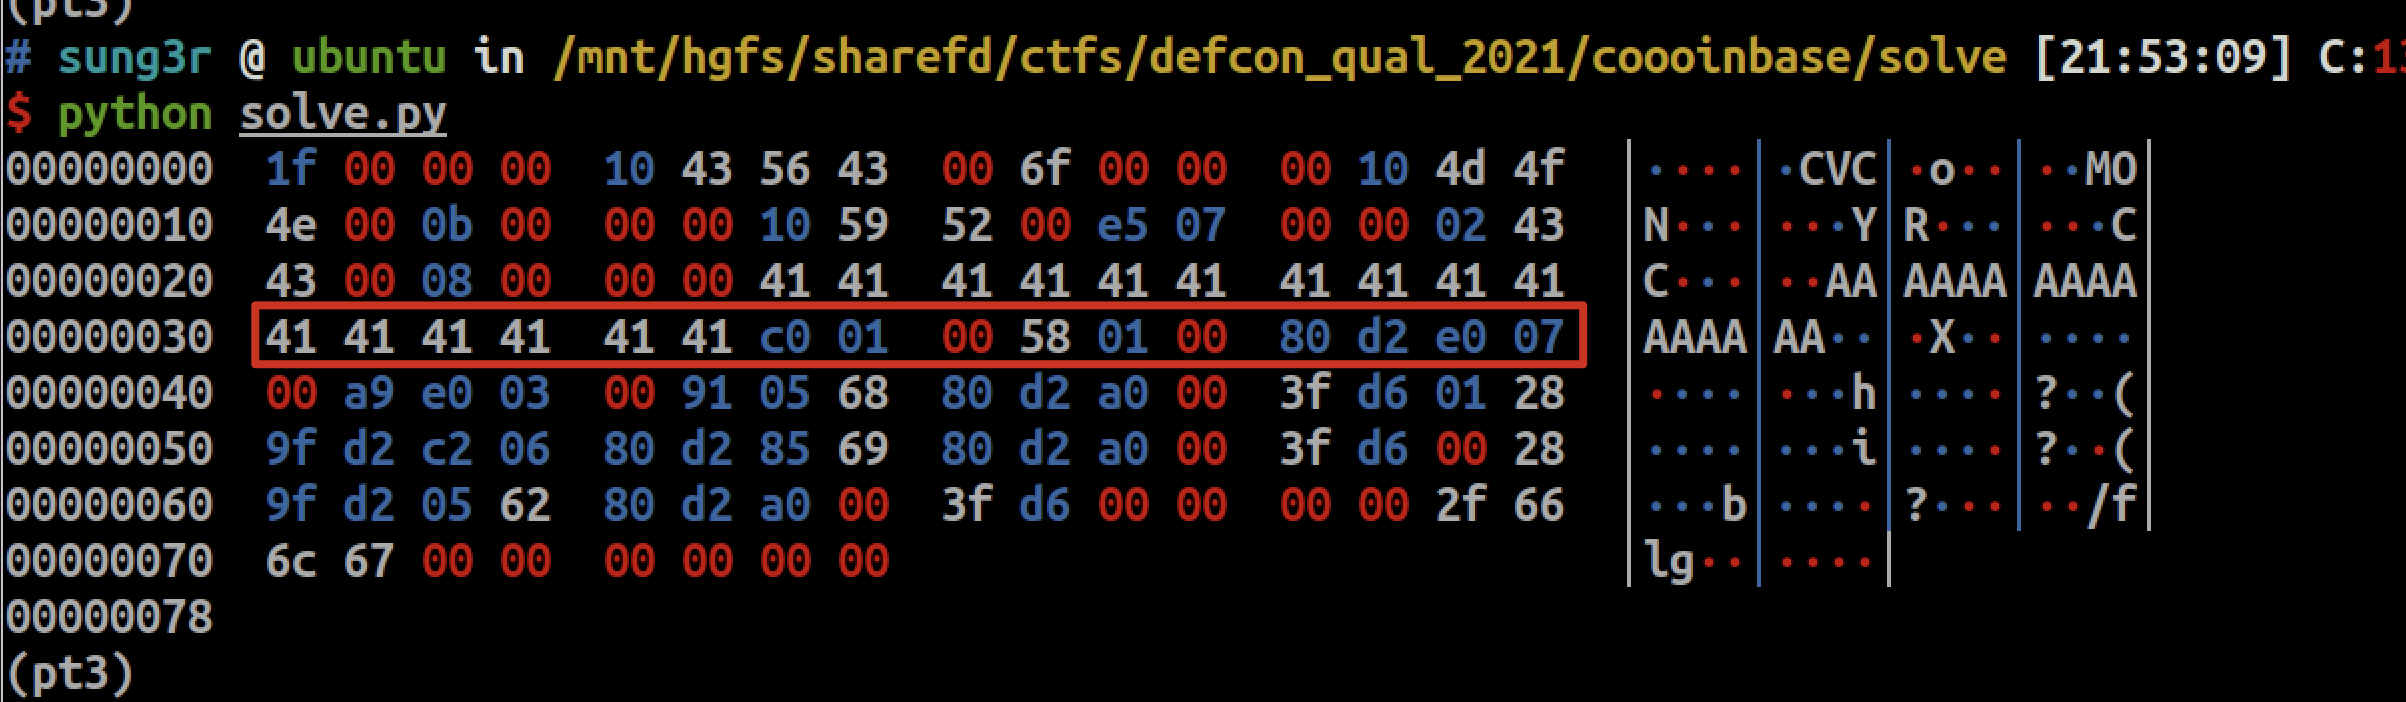 (pt3)
# sung3r @ ubuntu in /mnt/hgfs/sharefd/ctfs/defcon_qual_2021/coooinbase/solve [21:53:09] C:13
$ python solve.py
00000000  1f 00 00 00  10 43 56 43  00 6f 00 00  00 10 4d 4f  │····│·CVC│·o··│··MO│
00000010  4e 00 0b 00  00 00 10 59  52 00 e5 07  00 00 02 43  │N···│···Y│R···│···C│
00000020  43 00 08 00  00 00 41 41  41 41 41 41  41 41 41 41  │C···│··AA│AAAA│AAAA│
00000030  41 41 41 41  41 41 c0 01  00 58 01 00  80 d2 e0 07  │AAAA│AA··│·X··│····│
00000040  00 a9 e0 03  00 91 05 68  80 d2 a0 00  3f d6 01 28  │····│···h│····│?··(│
00000050  9f d2 c2 06  80 d2 85 69  80 d2 a0 00  3f d6 00 28  │····│···i│····│?··(│
00000060  9f d2 05 62  80 d2 a0 00  3f d6 00 00  00 00 2f 66  │···b│····│?···│··/f│
00000070  6c 67 00 00  00 00 00 00                            │lg··│····│
00000078
(pt3)